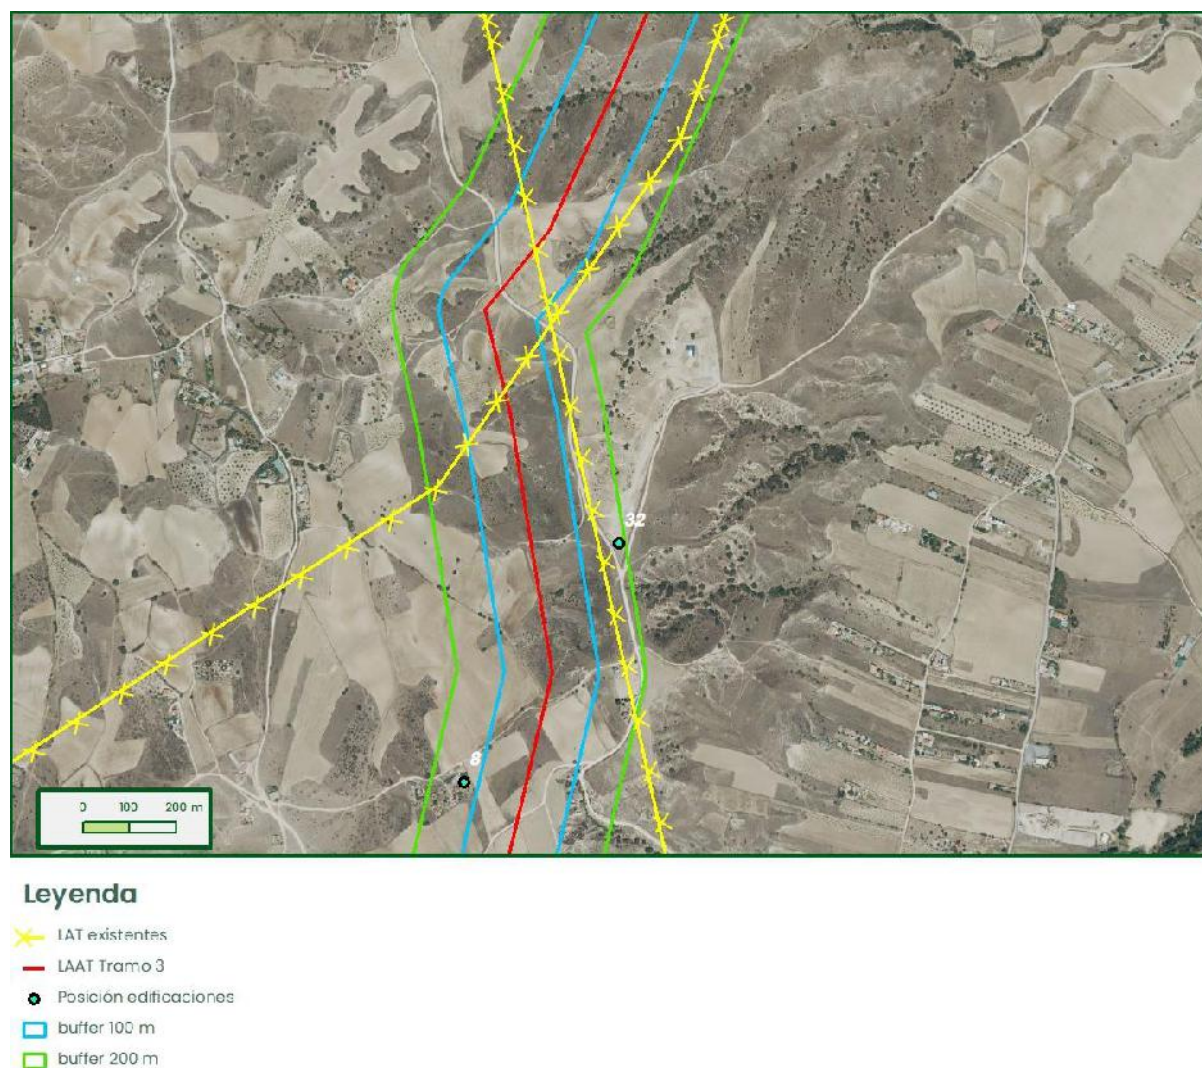 32
8
0 100 200 m
Leyenda
LAT existentes
LAAT Tramo 3
Posición edificaciones
buffer 100 m
buffer 200 m